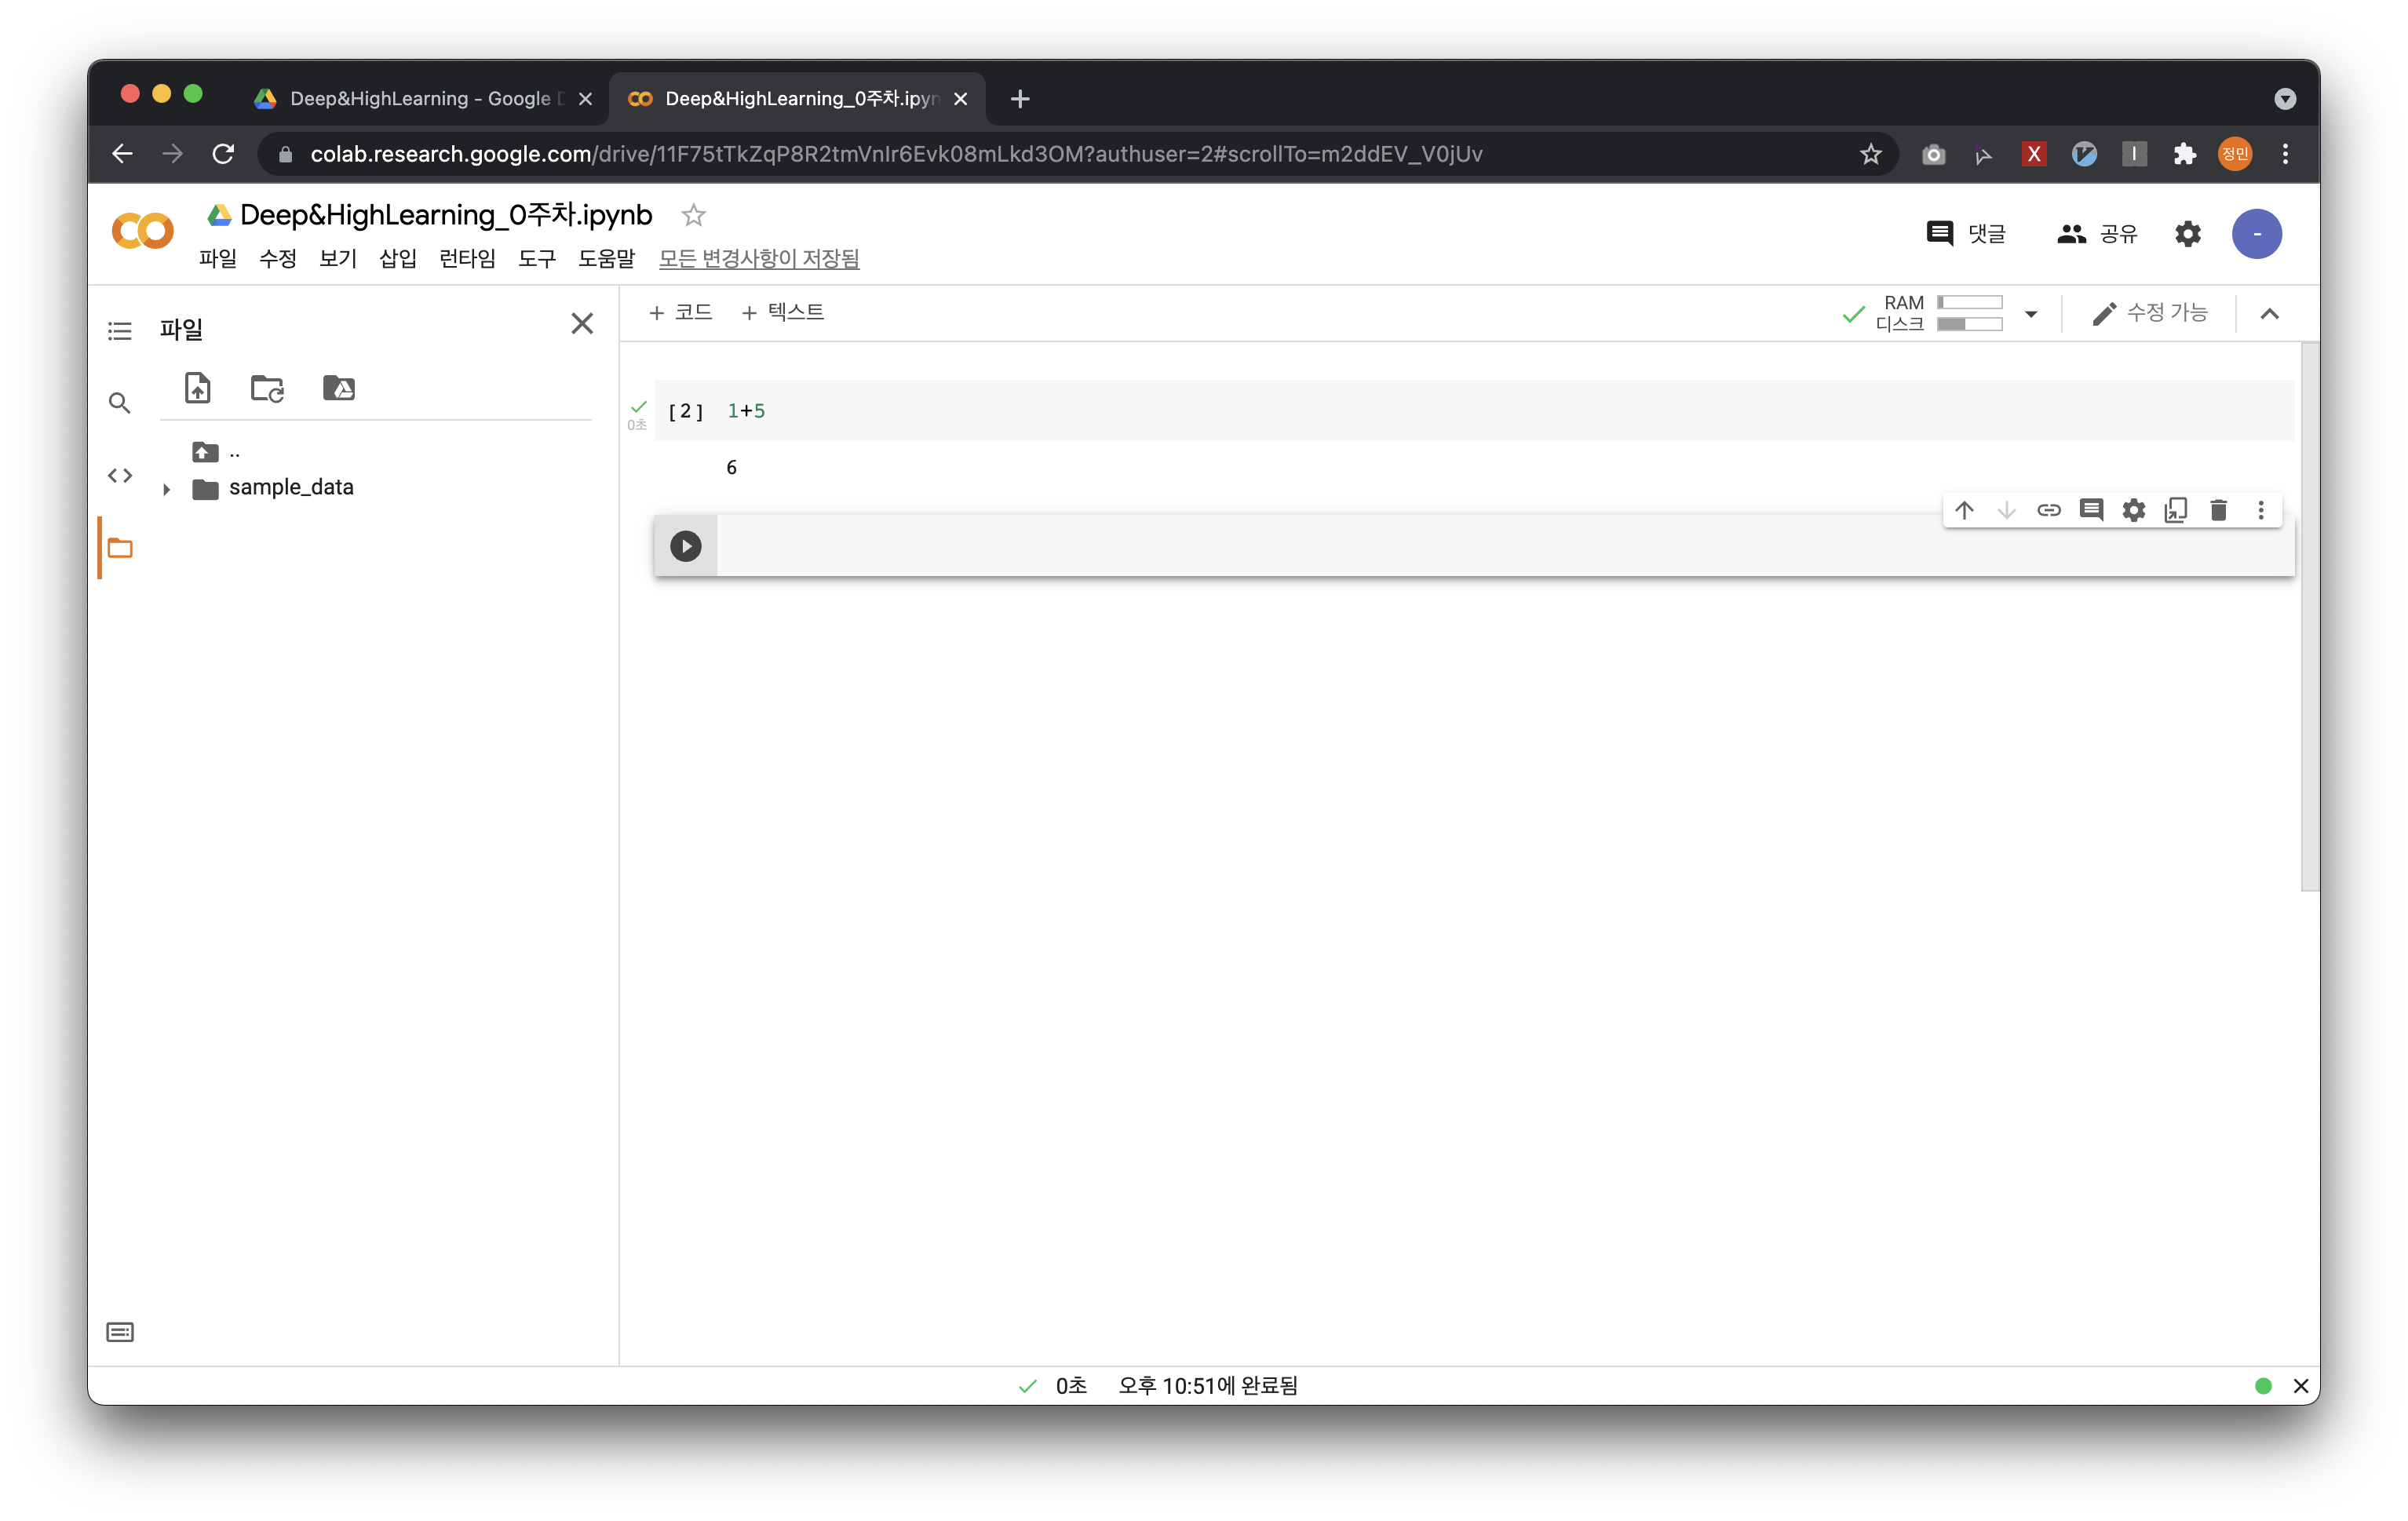 Deep&HighLearning - Google
Deep&HighLearning_0주차.ipyn
colab.research.google.com/drive/11F75tTkZqP8R2tmVnIr6Evk08mLkd3OM?authuser=2#scrollTo=m2ddEV_V0jUv
X
I
정민
Deep&HighLearning_0주차.ipynb
댓글
공유
-
파일 수정 보기 삽입 런타임 도구 도움말 모든 변경사항이 저장됨
파일
+ 코드 + 텍스트
RAM
디스크
수정 가능
[2] 1+5
0초
..
6
sample_data
0초 오후 10:51에 완료됨